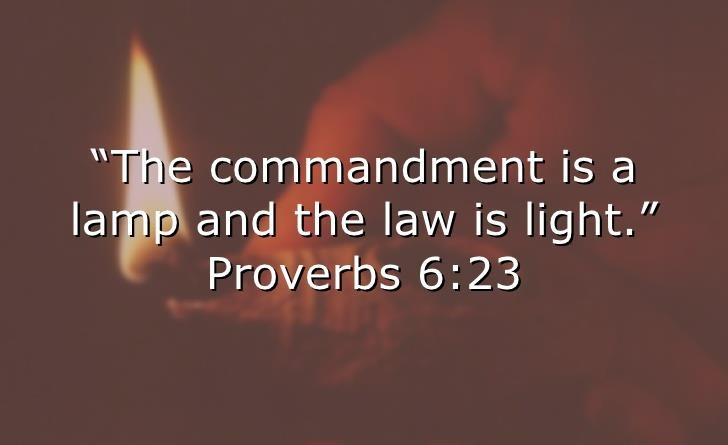 “The commandment is a
lamp and the law is light.”
Proverbs 6:23